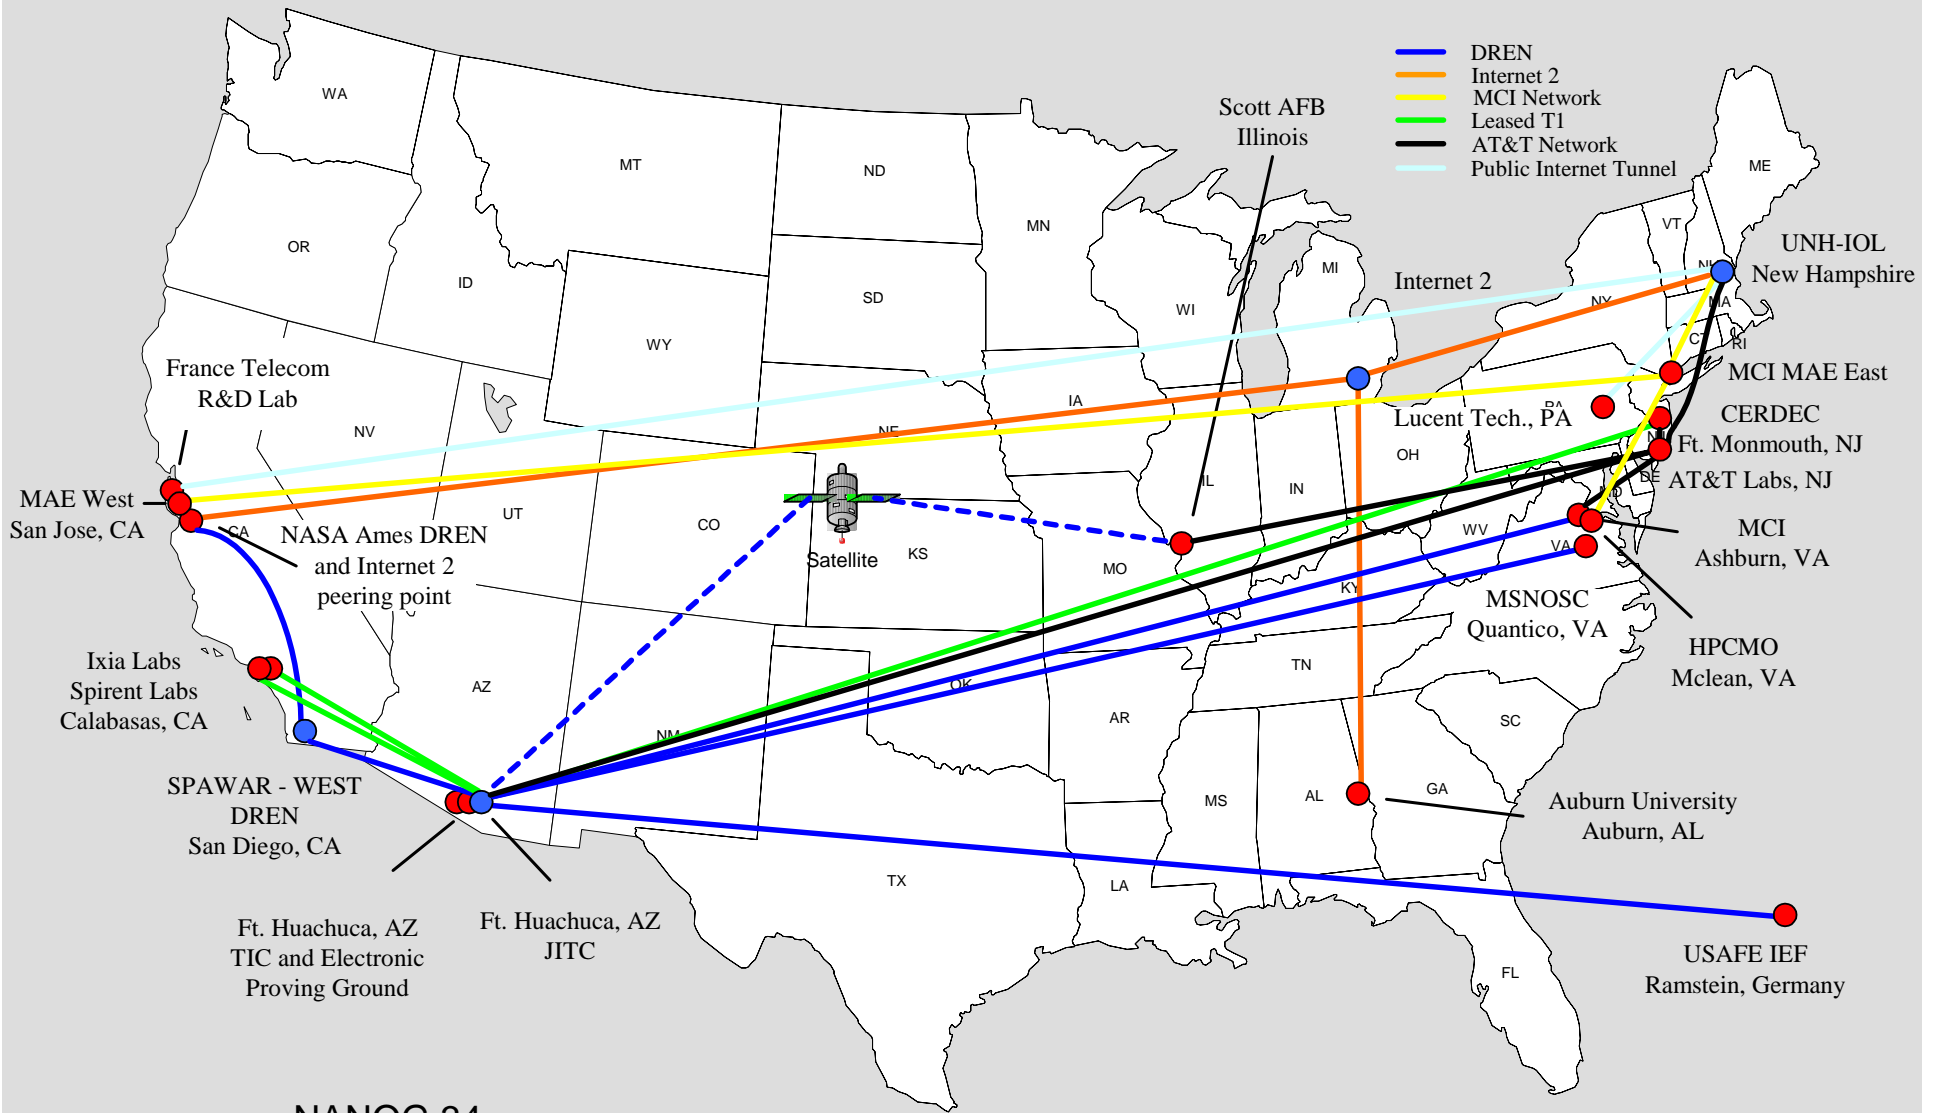 DREN
Internet 2
MCI Network
Leased T1
AT&T Network
Public Internet Tunnel
Scott AFB
Illinois
WA
MT
ND
MN
ME
VT
OR
ID
SD
WI
MI
Internet 2
NH
UNH-IOL
New Hampshire
NY
MA
CT
RI
WY
France Telecom
R&D Lab
NV
NE
IA
MCI MAE East
PA
Lucent Tech., PA
CERDEC
Ft. Monmouth, NJ
NJ
OH
AT&T Labs, NJ
DE
MD
IL
IN
MAE West
San Jose, CA
CA
NASA Ames DREN
and Internet 2
peering point
UT
CO
Satellite
KS
MO
WV
VA
KY
MCI
Ashburn, VA
MSNOSC
Quantico, VA
HPCMO
Mclean, VA
Ixia Labs
Spirent Labs
Calabasas, CA
AZ
NM
OK
AR
TN
SC
MS
AL
GA
SPAWAR - WEST
DREN
San Diego, CA
Auburn University
Auburn, AL
TX
LA
FL
Ft. Huachuca, AZ
TIC and Electronic
Proving Ground
Ft. Huachuca, AZ
JITC
USAFE IEF
Ramstein, Germany